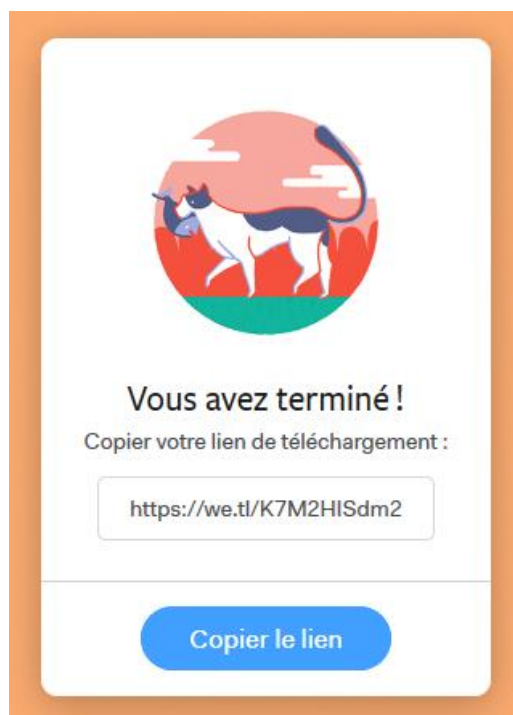 Vous avez terminé !
Copier votre lien de téléchargement :
https://we.tl/K7M2HISdm2
Copier le lien